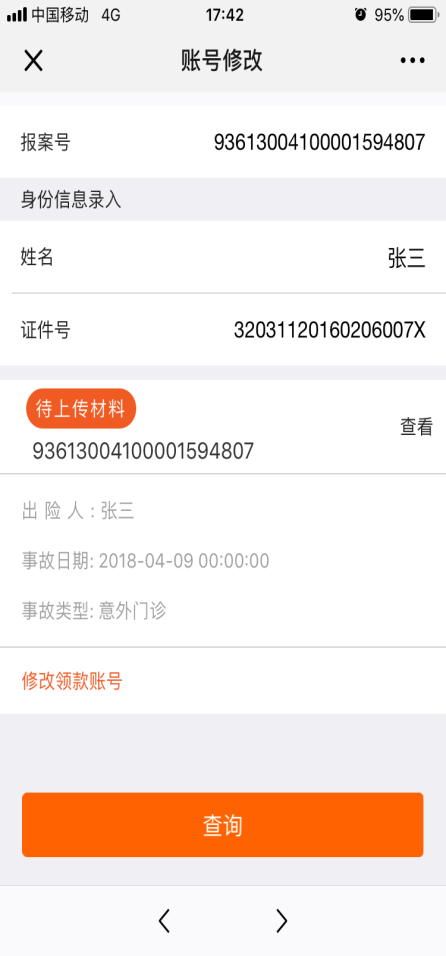 中国移动 4G 17:42 95%
账号修改
报案号 93613004100001594807
身份信息录入
姓名 张三
证件号 32031120160206007X
待上传材料
查看
93613004100001594807
出 险 人 : 张三
事故日期: 2018-04-09 00:00:00
事故类型: 意外门诊
修改领款账号
查询